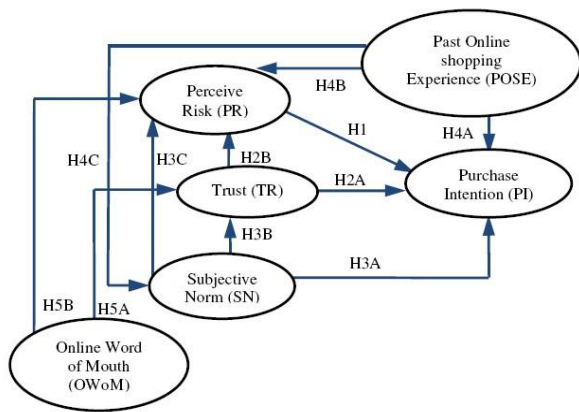 Past Online
shopping
Experience (POSE)
Perceive
Risk (PR)
H4B
H1
H4A
H4C
H3C
H2B
Trust (TR)
H2A
Purchase
Intention (PI)
H3B
Subjective
Norm (SN)
H3A
H5B
H5A
Online Word
of Mouth
(OWoM)